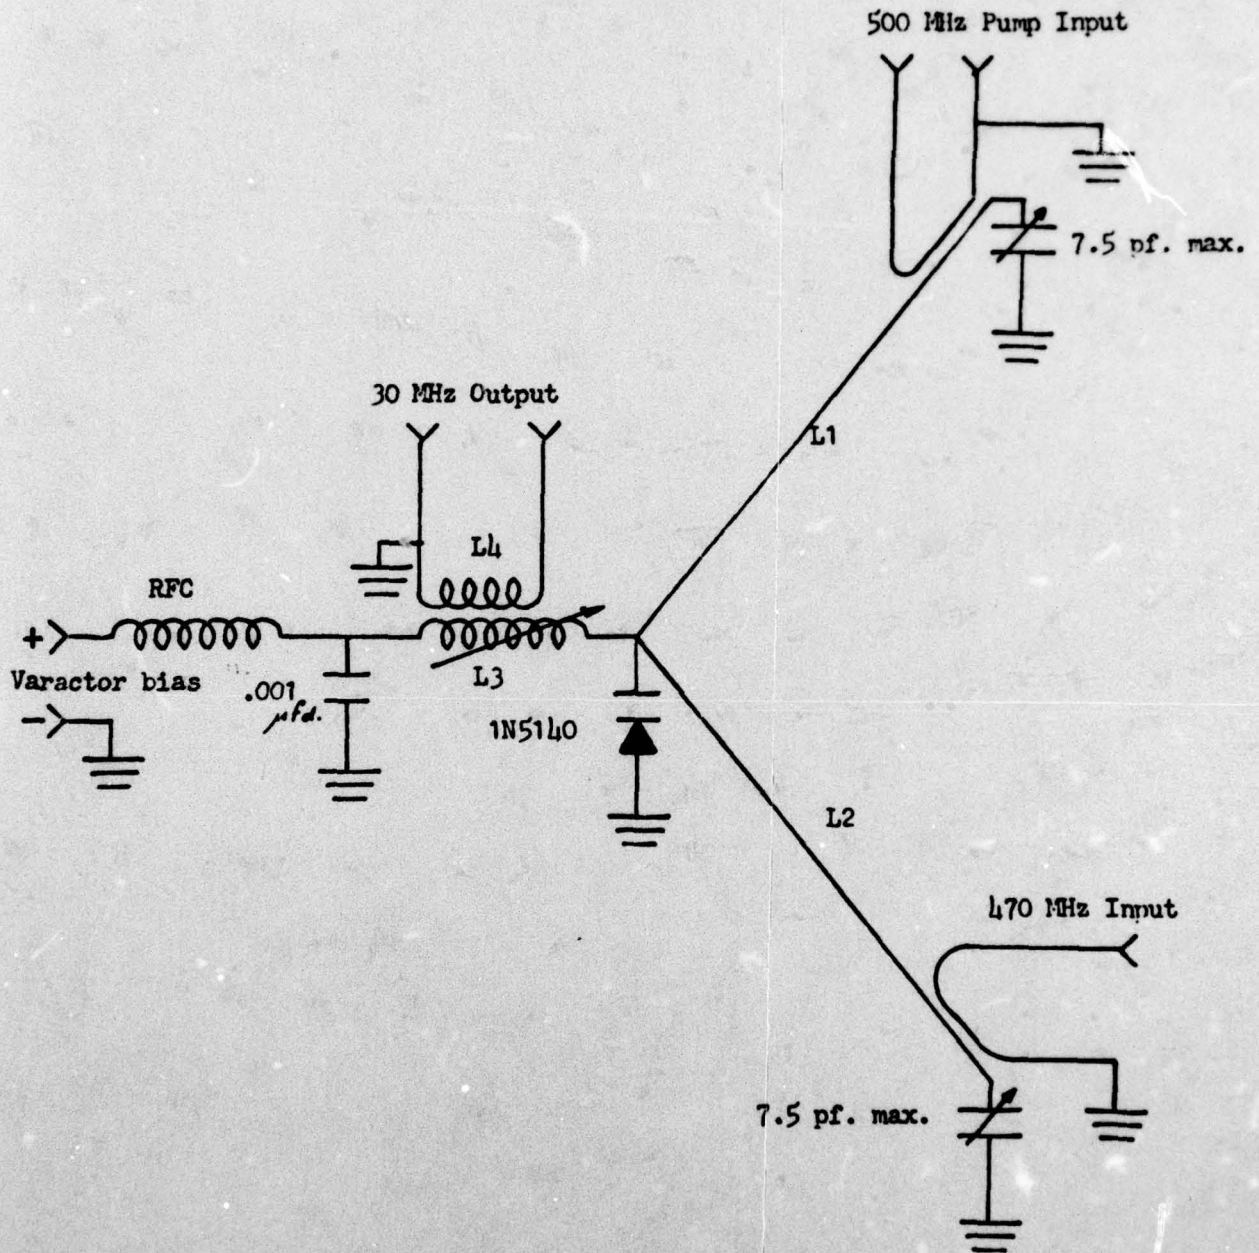 500 MHz Pump Input
7.5 pf. max.
30 MHz Output
L1
L4
RFC
+
L3
Varactor bias
.001
µfd.
-
1N5140
L2
470 MHz Input
7.5 pf. max.